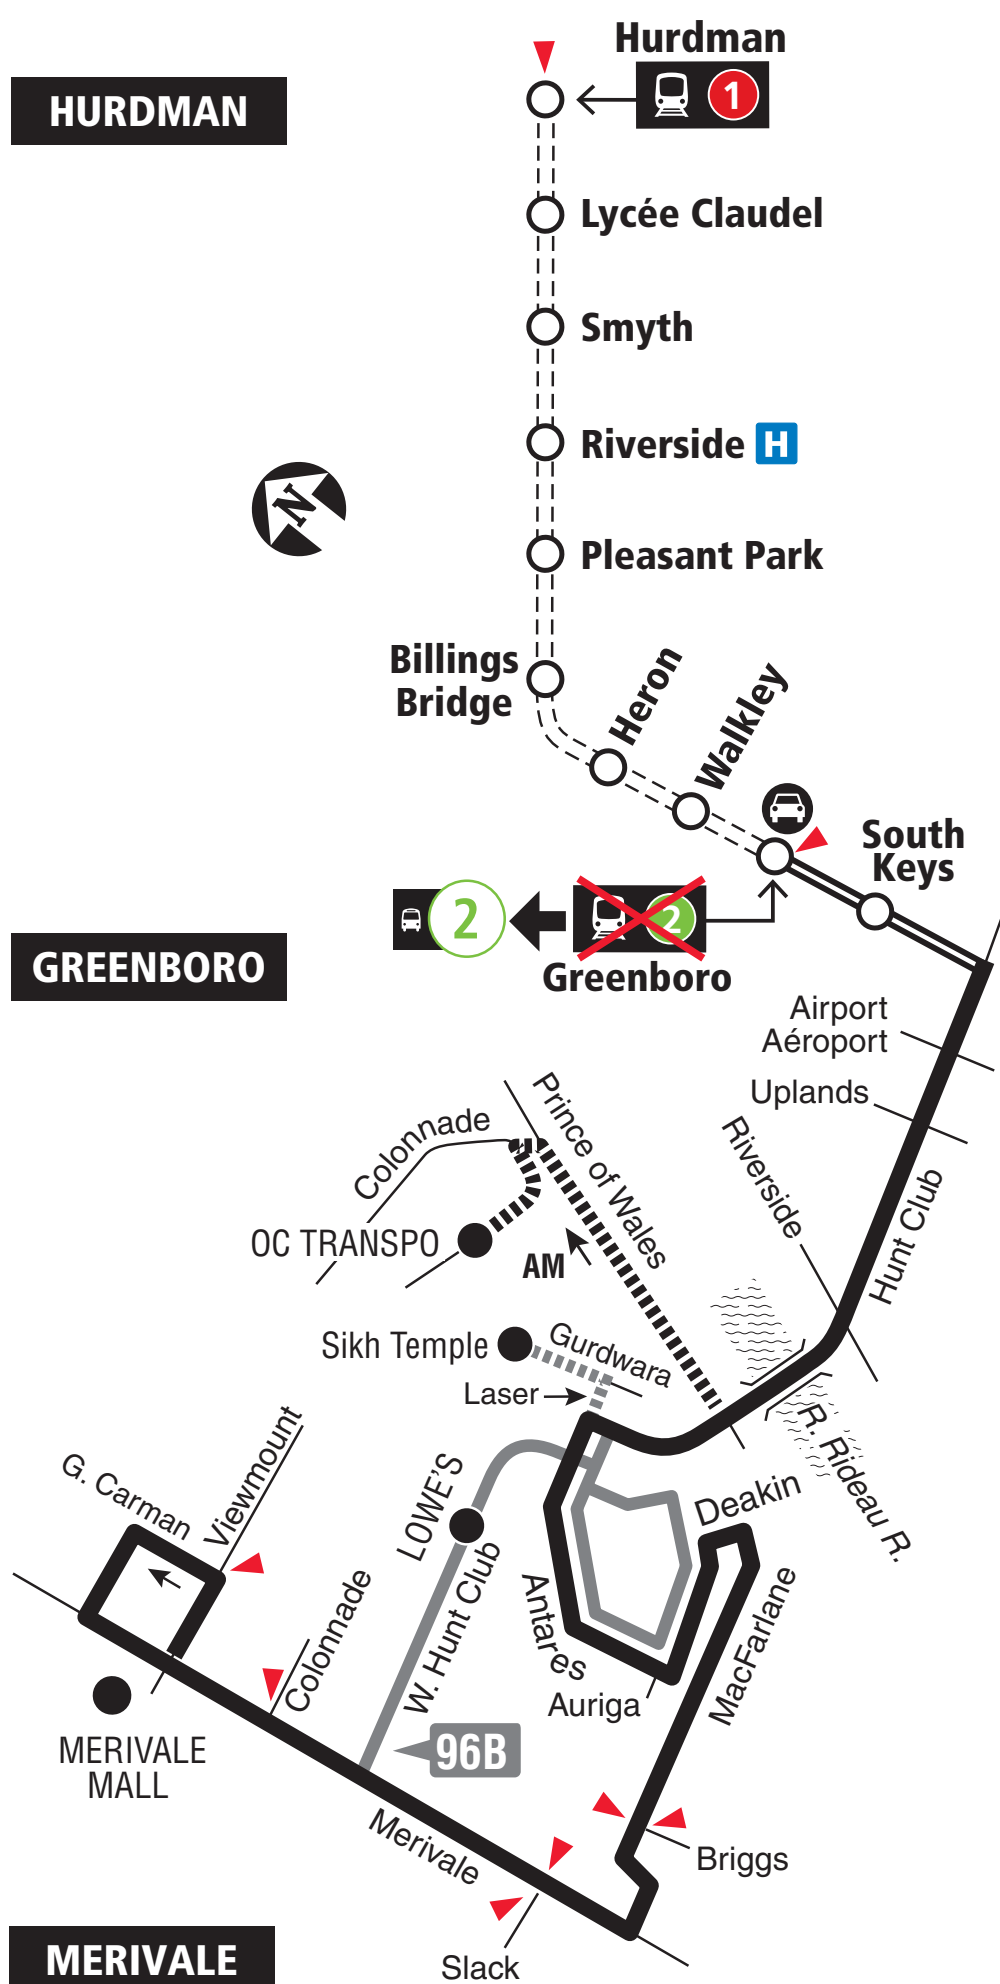 Hurdman
1
HURDMAN
Lycée Claudel
Smyth
Riverside H
N
Pleasant Park
Billings
Bridge
Heron
Walkley
South
Keys
2
2
Greenboro
GREENBORO
Airport
Aéroport
Uplands
Prince of Wales
Colonnade
Riverside
Hunt Club
OC TRANSPO
AM
Sikh Temple
Gurdwara
Laser
R. Rideau R.
Viewmount
G. Carman
LOWE'S
Deakin
W. Hunt Club
Antares
Colonnade
MacFarlane
Auriga
MERIVALE
MALL
96B
Merivale
Briggs
MERIVALE
Slack